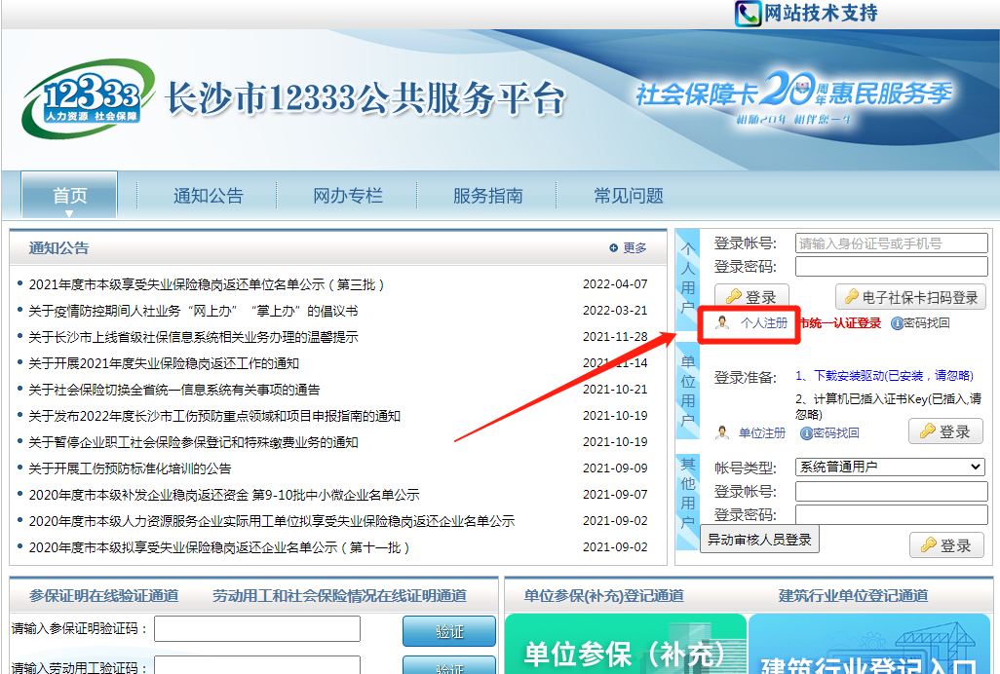 网站技术支持
12333
人力资源 社会保障
长沙市12333公共服务平台
社会保障卡20周年惠民服务季
相随20年 相伴您一生
首页
通知公告
网办专栏
服务指南
常见问题
通知公告
更多
2021年度市本级享受失业保险稳岗返还单位名单公示（第三批） 2022-04-07
关于疫情防控期间人社业务“网上办”“掌上办”的倡议书 2022-03-21
关于长沙市上线省级社保信息系统相关业务办理的温馨提示 2021-11-28
关于开展2021年度失业保险稳岗返还工作的通知 2021-11-14
关于社会保险切换全省统一信息系统有关事项的通告 2021-10-21
关于发布2022年度长沙市工伤预防重点领域和项目申报指南的通知 2021-10-19
关于暂停企业职工社会保险参保登记和特殊缴费业务的通知 2021-10-19
关于开展工伤预防标准化培训的公告 2021-09-09
2020年度市本级补发企业稳岗返还资金 第9-10批中小微企业名单公示 2021-09-07
2020年度市本级人力资源服务企业实际用工单位拟享受失业保险稳岗返还企业名单公示 2021-09-02
2020年度市本级拟享受失业保险稳岗返还企业名单公示（第十一批） 2021-09-02
个人用户
登录帐号: 请输入身份证号或手机号
登录密码:
登录
电子社保卡扫码登录
个人注册
市统一认证登录
密码找回
单位用户
登录准备:
1、下载安装驱动(已安装，请忽略)
2、计算机已插入证书Key(已插入,请
忽略)
单位注册
密码找回
登录
其他用户
帐号类型: 系统普通用户
登录帐号:
登录密码:
异动审核人员登录
登录
参保证明在线验证通道
劳动用工和社会保险情况在线证明通道
请输入参保证明验证码：
验证
请输入劳动用工验证码：
验证
单位参保(补充)登记通道
建筑行业单位登记通道
单位参保（补充）
建筑行业登记入口